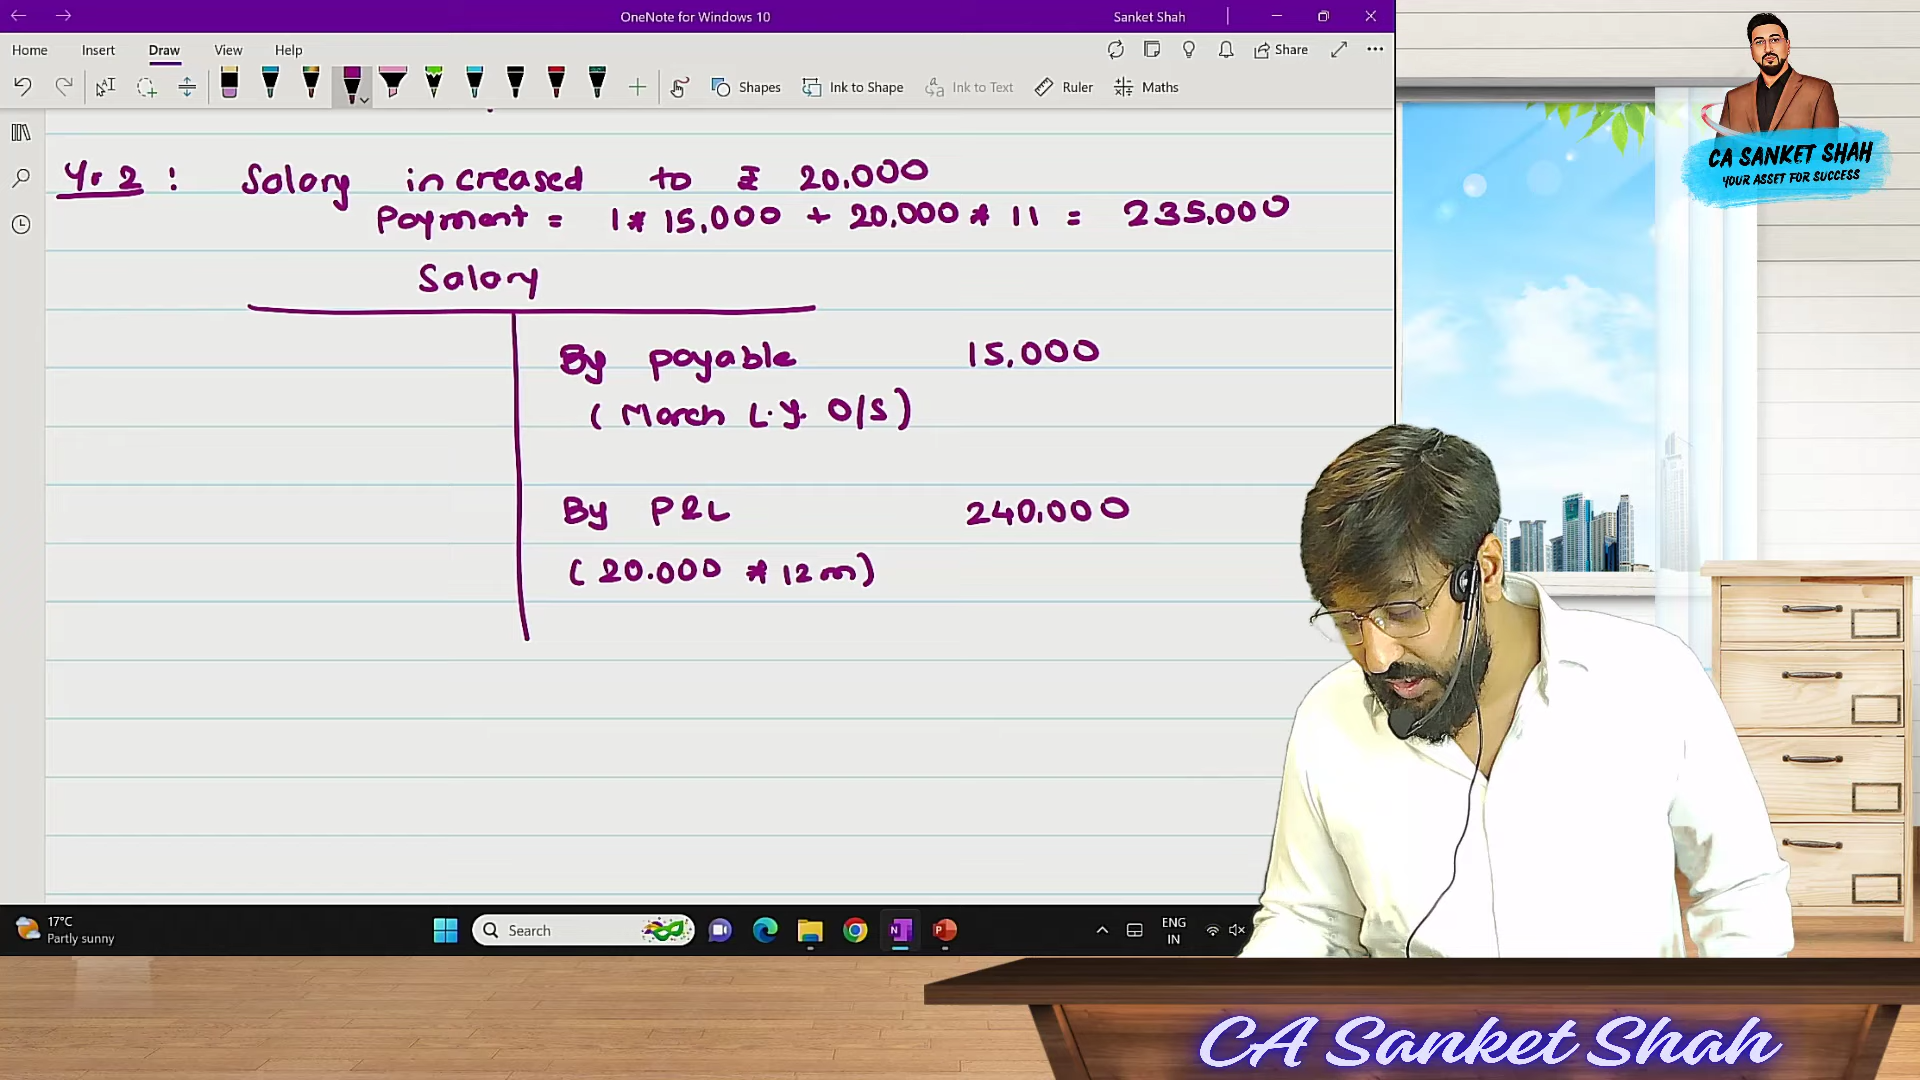 OneNote for Windows 10
Sanket Shah
Home Insert Draw View Help
Share
Shapes Ink to Shape Ink to Text Ruler Maths
Yr 2 : Salary increased to ₹ 20,000
Payment = 1 * 15,000 + 20,000 * 11 = 235,000
Salary
By payable 15,000
( March L.y. O/S )
By P&L 240,000
( 20,000 * 12 m )
CA SANKET SHAH
YOUR ASSET FOR SUCCESS
17°C
Partly sunny
Search
ENG
IN
CA Sanket Shah